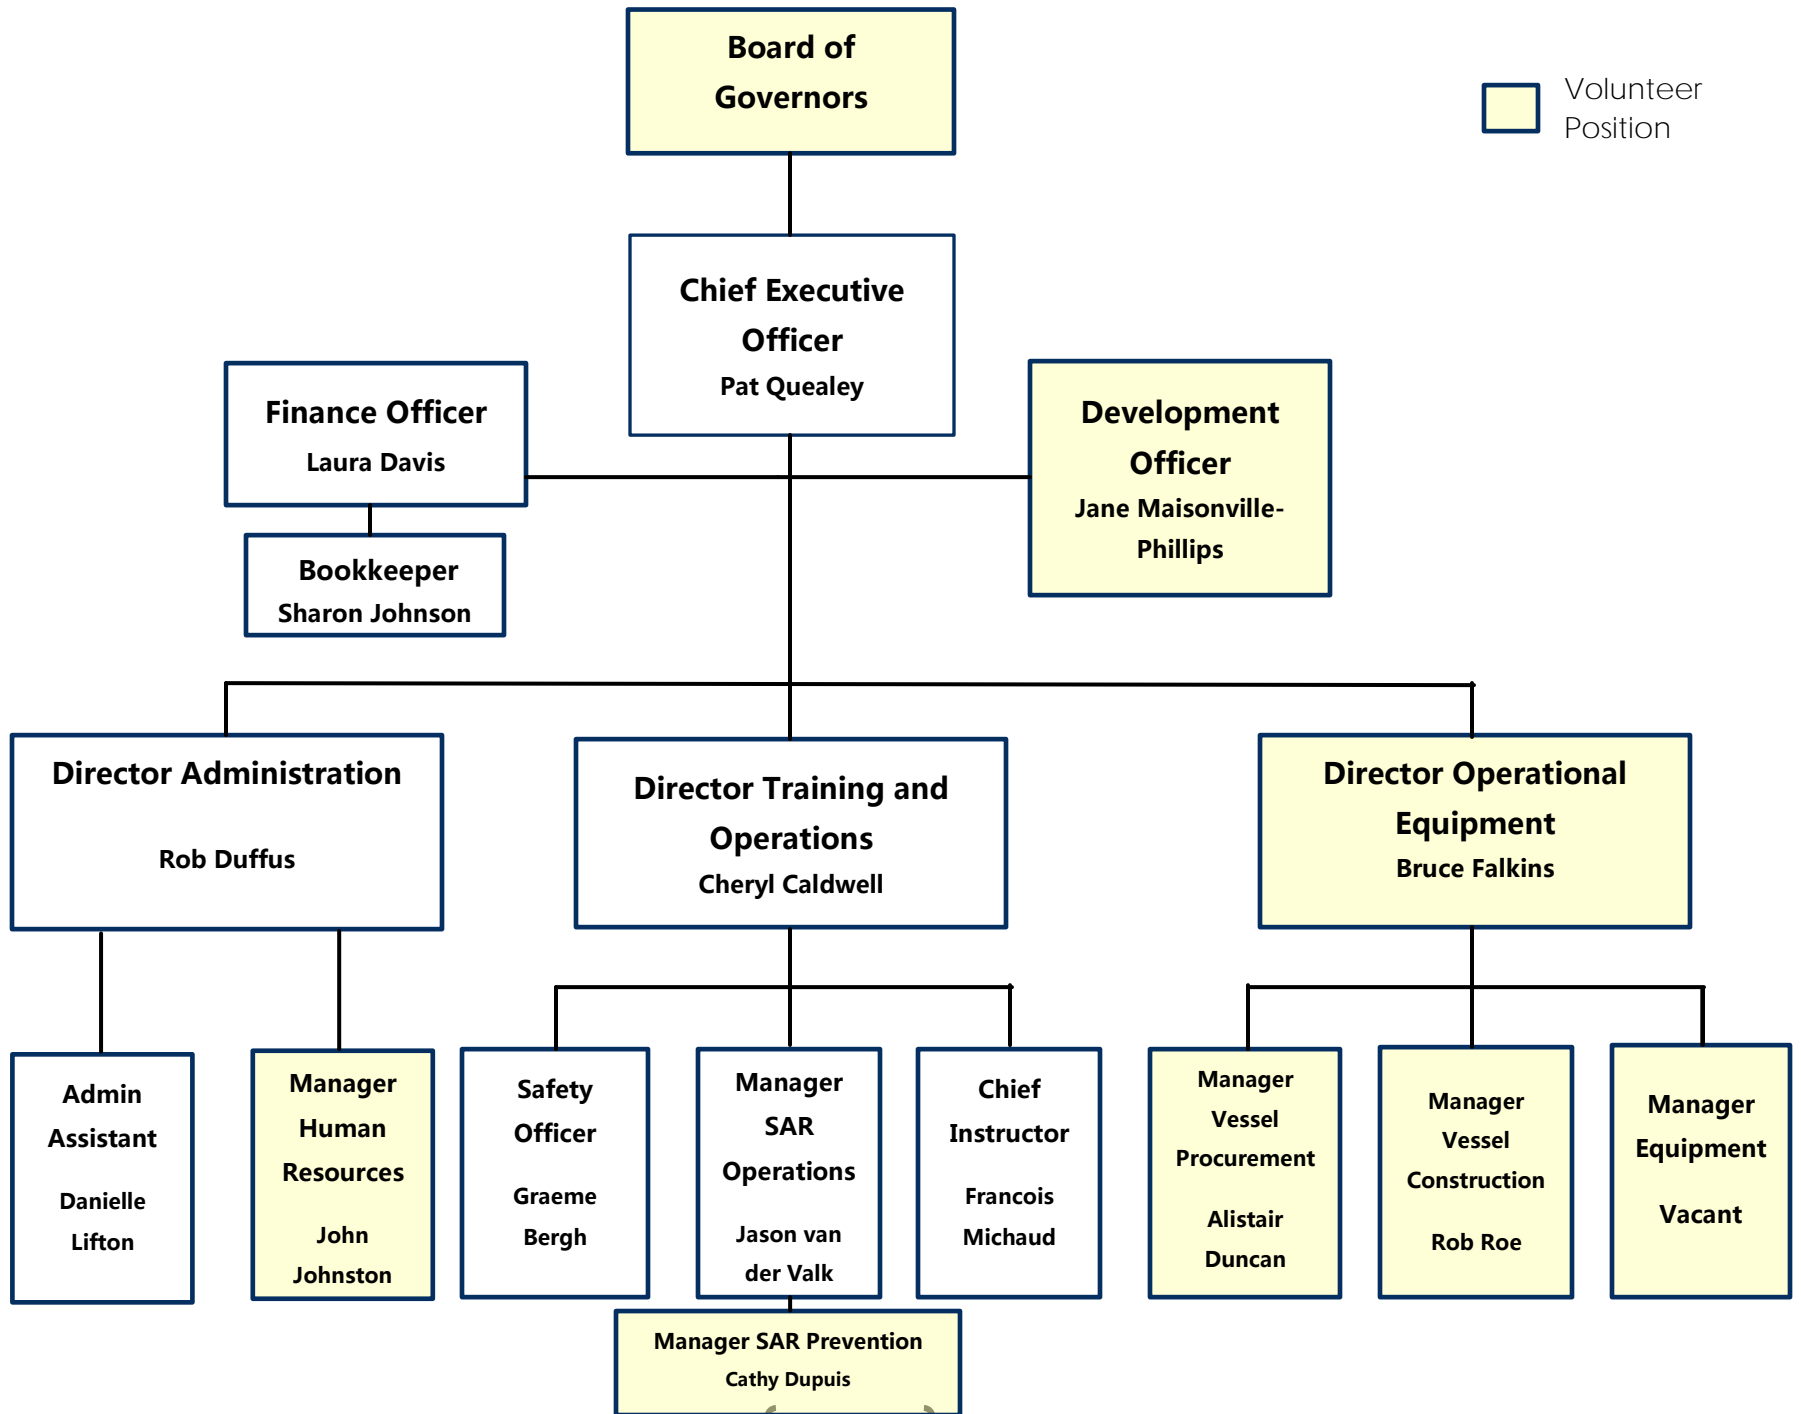 Board of
Governors
Volunteer
Position
Chief Executive
Officer
Pat Quealey
Finance Officer
Laura Davis
Development
Officer
Jane Maisonville-
Phillips
Bookkeeper
Sharon Johnson
Director Administration
Rob Duffus
Director Training and
Operations
Cheryl Caldwell
Director Operational
Equipment
Bruce Falkins
Admin
Assistant
Danielle
Lifton
Manager
Human
Resources
John
Johnston
Safety
Officer
Graeme
Bergh
Manager
SAR
Operations
Jason van
der Valk
Chief
Instructor
Francois
Michaud
Manager
Vessel
Procurement
Alistair
Duncan
Manager
Vessel
Construction
Rob Roe
Manager
Equipment
Vacant
Manager SAR Prevention
Cathy Dupuis